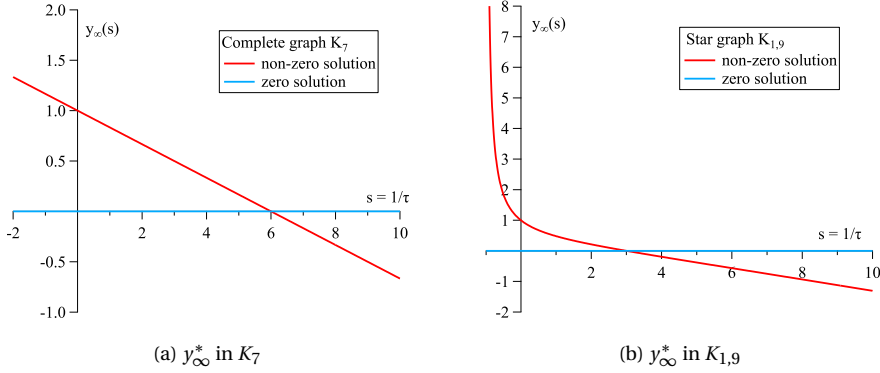 2.0
y∞(s)
1.5
1.0
0.5
-0.5
-1.0
-2
2
4
6
8
10
s = 1/τ
Complete graph K7
non-zero solution
zero solution
(a) y*∞ in K7
8
y∞(s)
7
6
5
4
3
2
1
-1
-2
2
4
6
8
10
s = 1/τ
Star graph K1,9
non-zero solution
zero solution
(b) y*∞ in K1,9